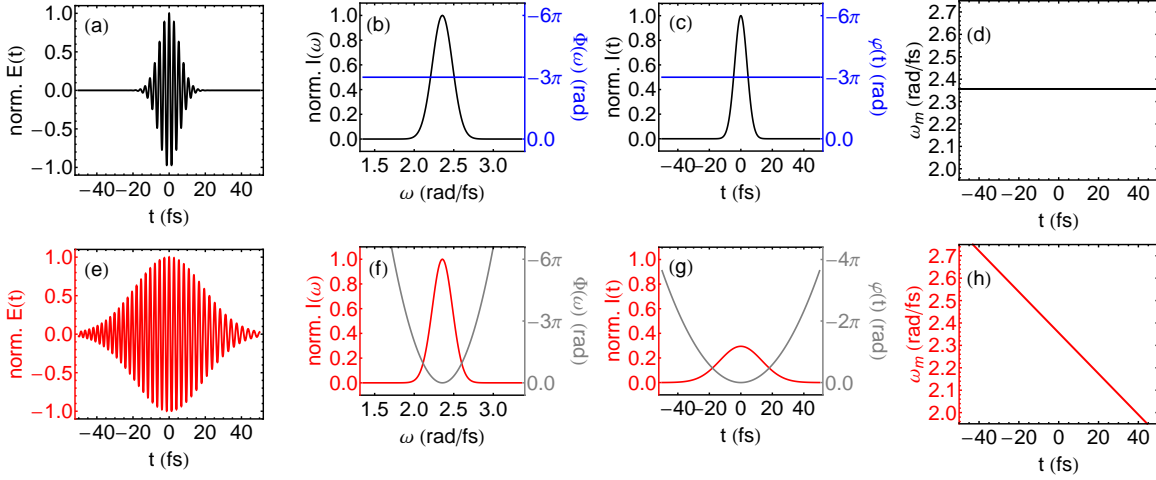 (a)
norm. E(t)
1.0
0.5
0.0
−0.5
−1.0
−40−20 0 20 40
t (fs)
(b)
norm. I(ω)
1.0
0.8
0.6
0.4
0.2
0.0
1.5 2.0 2.5 3.0
ω (rad/fs)
−6π
−3π
0.0
Φ(ω) (rad)
(c)
norm. I(t)
1.0
0.8
0.6
0.4
0.2
0.0
−40−20 0 20 40
t (fs)
−6π
−3π
0.0
φ(t) (rad)
(d)
ωm (rad/fs)
2.7
2.6
2.5
2.4
2.3
2.2
2.1
2.0
−40−20 0 20 40
t (fs)
(e)
norm. E(t)
1.0
0.5
0.0
−0.5
−1.0
−40−20 0 20 40
t (fs)
(f)
norm. I(ω)
1.0
0.8
0.6
0.4
0.2
0.0
1.5 2.0 2.5 3.0
ω (rad/fs)
−6π
−3π
0.0
Φ(ω) (rad)
(g)
norm. I(t)
1.0
0.8
0.6
0.4
0.2
0.0
−40−20 0 20 40
t (fs)
−4π
−2π
0.0
φ(t) (rad)
(h)
ωm (rad/fs)
2.7
2.6
2.5
2.4
2.3
2.2
2.1
2.0
−40−20 0 20 40
t (fs)